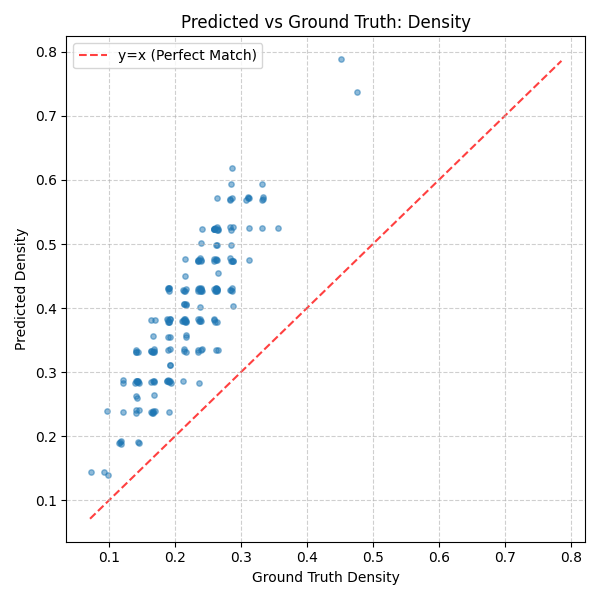 Predicted vs Ground Truth: Density
y=x (Perfect Match)
Predicted Density
0.8
0.7
0.6
0.5
0.4
0.3
0.2
0.1
0.1 0.2 0.3 0.4 0.5 0.6 0.7 0.8
Ground Truth Density